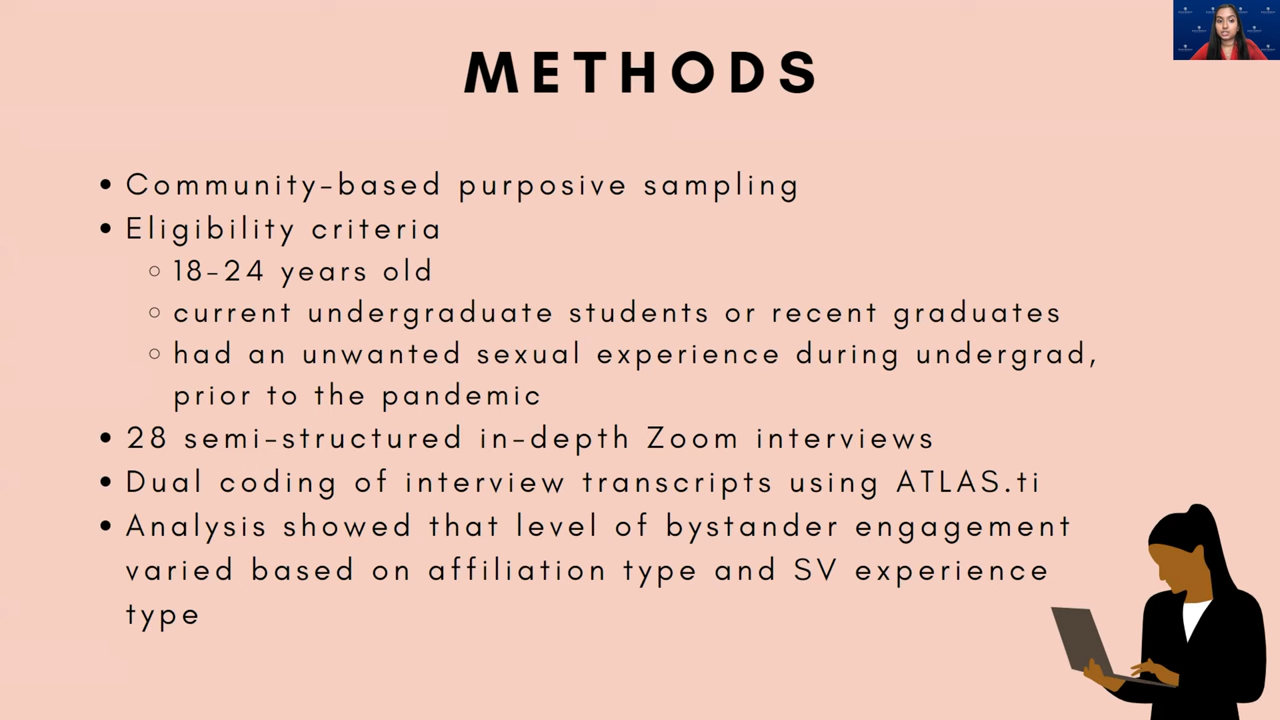 METHODS
Community-based purposive sampling
Eligibility criteria
18-24 years old
current undergraduate students or recent graduates
had an unwanted sexual experience during undergrad,
prior to the pandemic
28 semi-structured in-depth Zoom interviews
Dual coding of interview transcripts using ATLAS.ti
Analysis showed that level of bystander engagement
varied based on affiliation type and SV experience
type